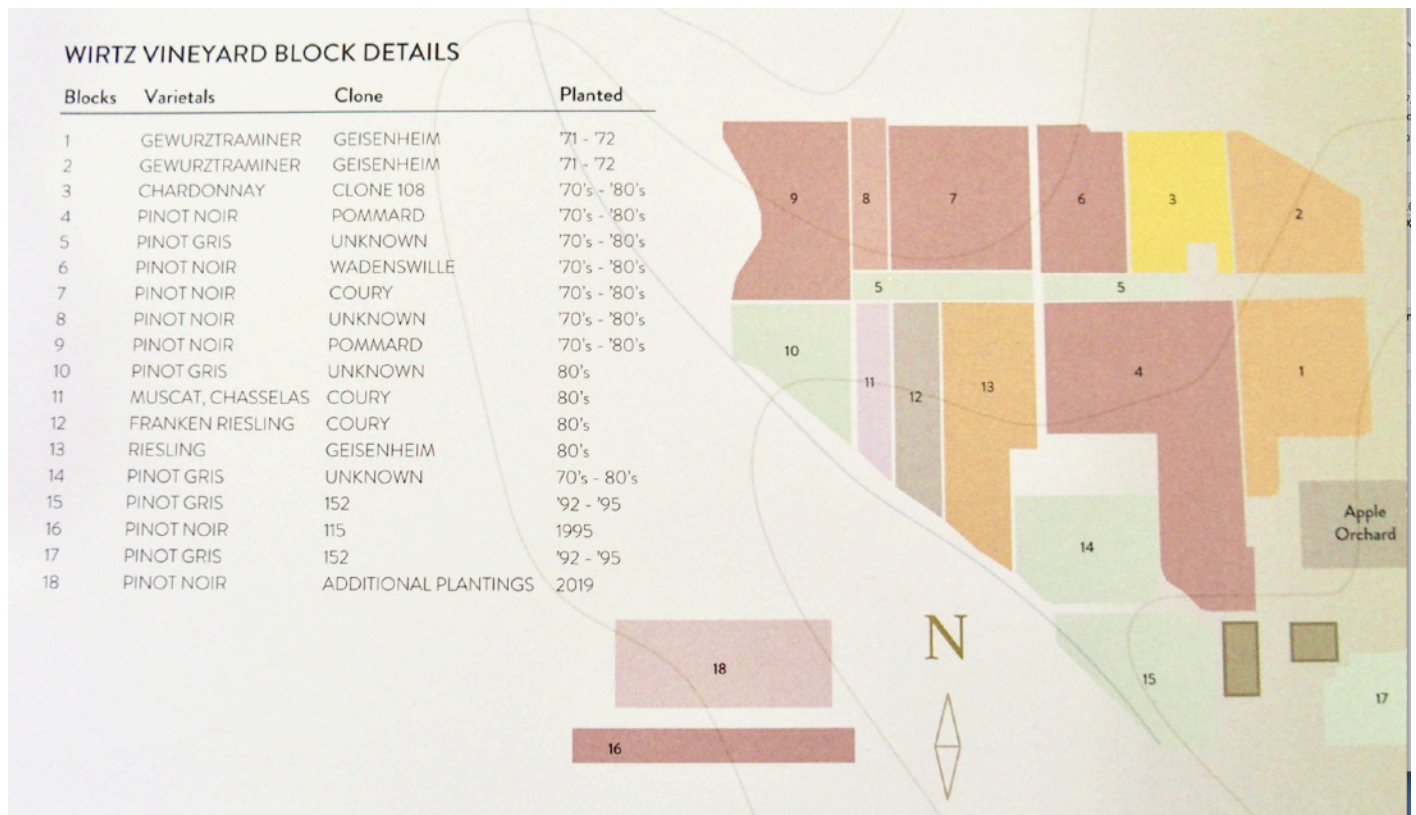 WIRTZ VINEYARD BLOCK DETAILS
Blocks Varietals Clone Planted
1 GEWURZTRAMINER GEISENHEIM '71 - '72
2 GEWURZTRAMINER GEISENHEIM '71 - '72
3 CHARDONNAY CLONE 108 '70's - '80's
4 PINOT NOIR POMMARD '70's - '80's
5 PINOT GRIS UNKNOWN '70's - '80's
6 PINOT NOIR WADENSWILLE '70's - '80's
7 PINOT NOIR COURY '70's - '80's
8 PINOT NOIR UNKNOWN '70's - '80's
9 PINOT NOIR POMMARD '70's - '80's
10 PINOT GRIS UNKNOWN 80's
11 MUSCAT, CHASSELAS COURY 80's
12 FRANKEN RIESLING COURY 80's
13 RIESLING GEISENHEIM 80's
14 PINOT GRIS UNKNOWN 70's - 80's
15 PINOT GRIS 152 '92 - '95
16 PINOT NOIR 115 1995
17 PINOT GRIS 152 '92 - '95
18 PINOT NOIR ADDITIONAL PLANTINGS 2019
9 8 7 6 3 2
5 5
10 11 12 13 4 1
Apple
Orchard
14
N
18
15
17
16